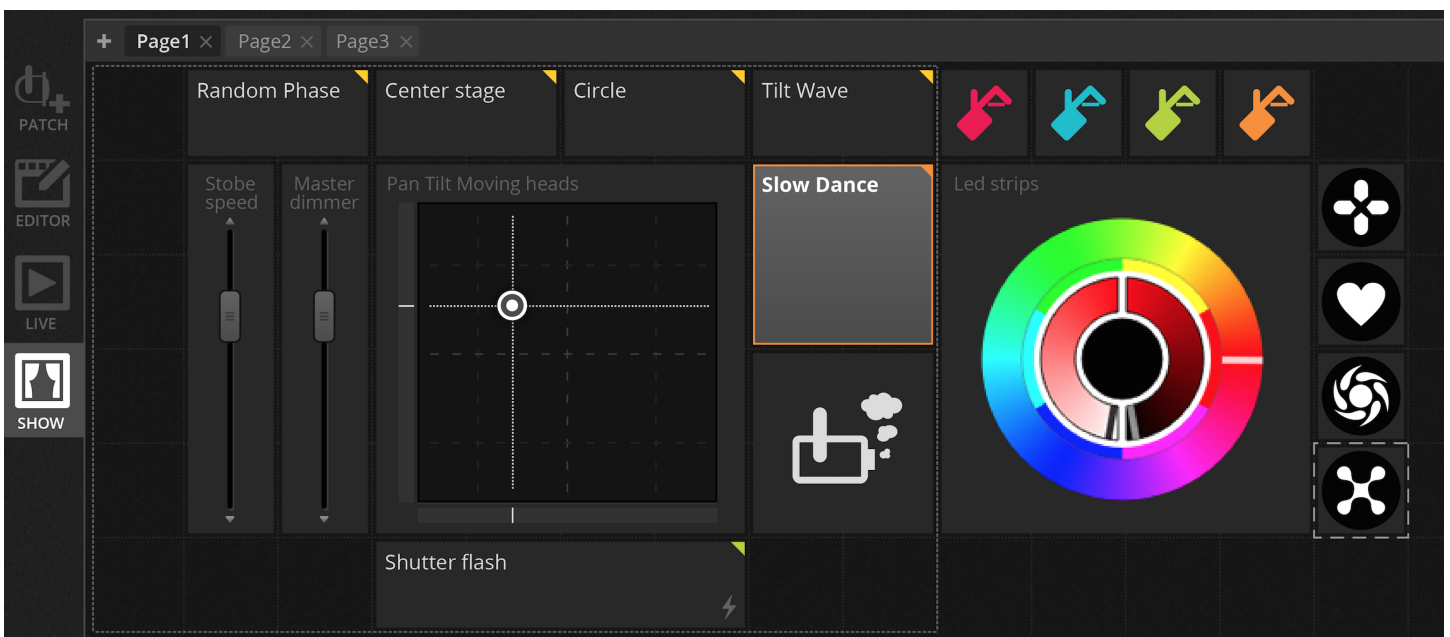 + Page1 × Page2 × Page3 ×
PATCH
EDITOR
LIVE
SHOW
Random Phase
Center stage
Circle
Tilt Wave
Stobe
speed
Master
dimmer
Pan Tilt Moving heads
Slow Dance
Led strips
Shutter flash